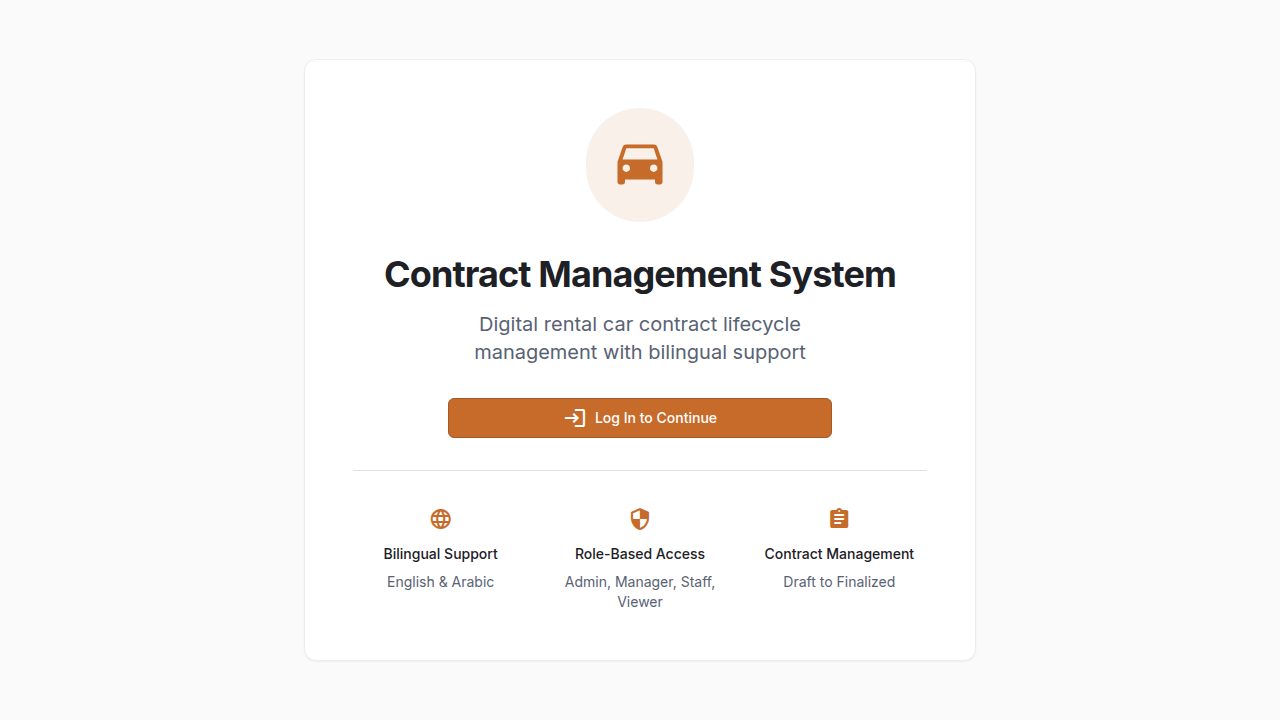 Contract Management System
Digital rental car contract lifecycle
management with bilingual support
Log In to Continue
Bilingual Support
English & Arabic
Role-Based Access
Admin, Manager, Staff,
Viewer
Contract Management
Draft to Finalized